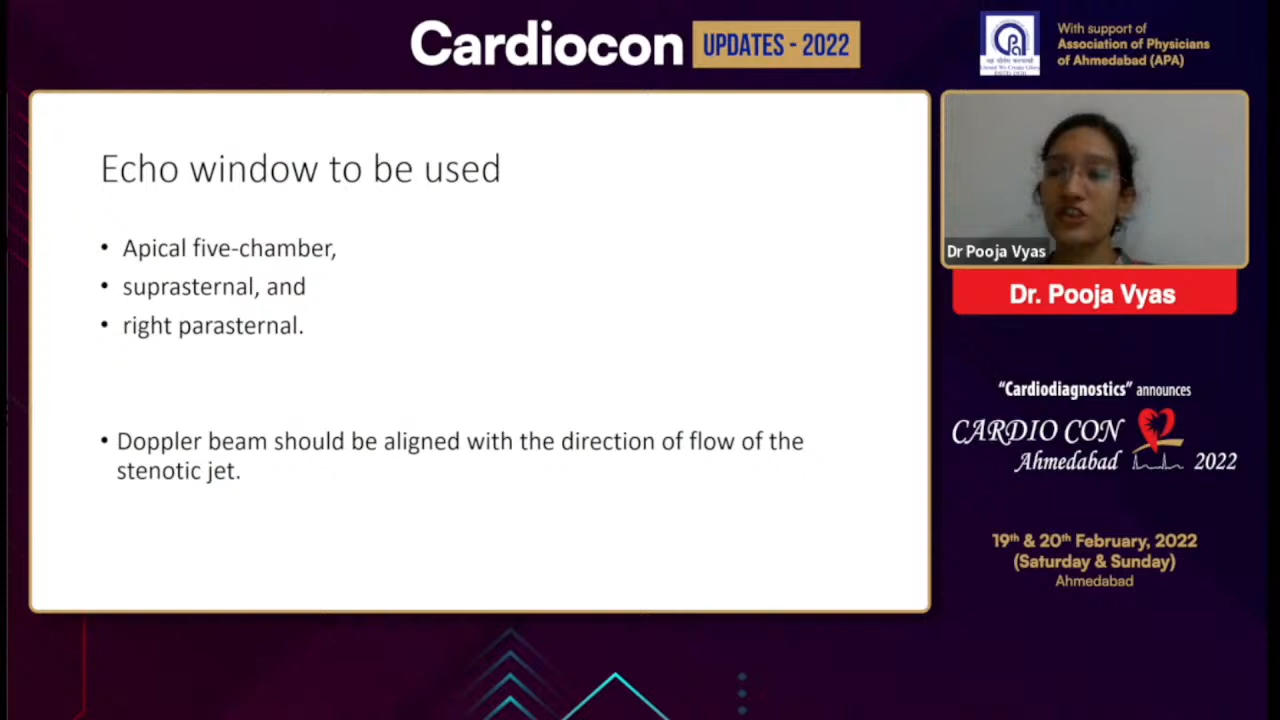 Cardiocon UPDATES - 2022
With support of
Association of Physicians
of Ahmedabad (APA)
Echo window to be used
• Apical five-chamber,
• suprasternal, and
• right parasternal.
• Doppler beam should be aligned with the direction of flow of the
stenotic jet.
Dr Pooja Vyas
Dr. Pooja Vyas
“Cardiodiagnostics” announces
CARDIO CON
Ahmedabad 2022
19th & 20th February, 2022
(Saturday & Sunday)
Ahmedabad